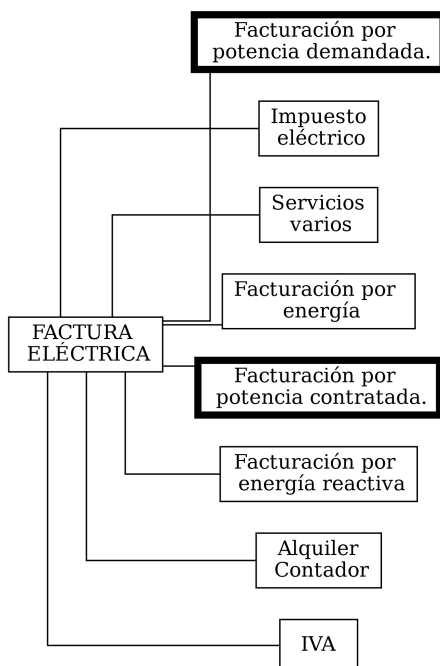 Facturación por
potencia demandada.
Impuesto
eléctrico
Servicios
varios
Facturación por
energía
FACTURA
ELÉCTRICA
Facturación por
potencia contratada.
Facturación por
energía reactiva
Alquiler
Contador
IVA